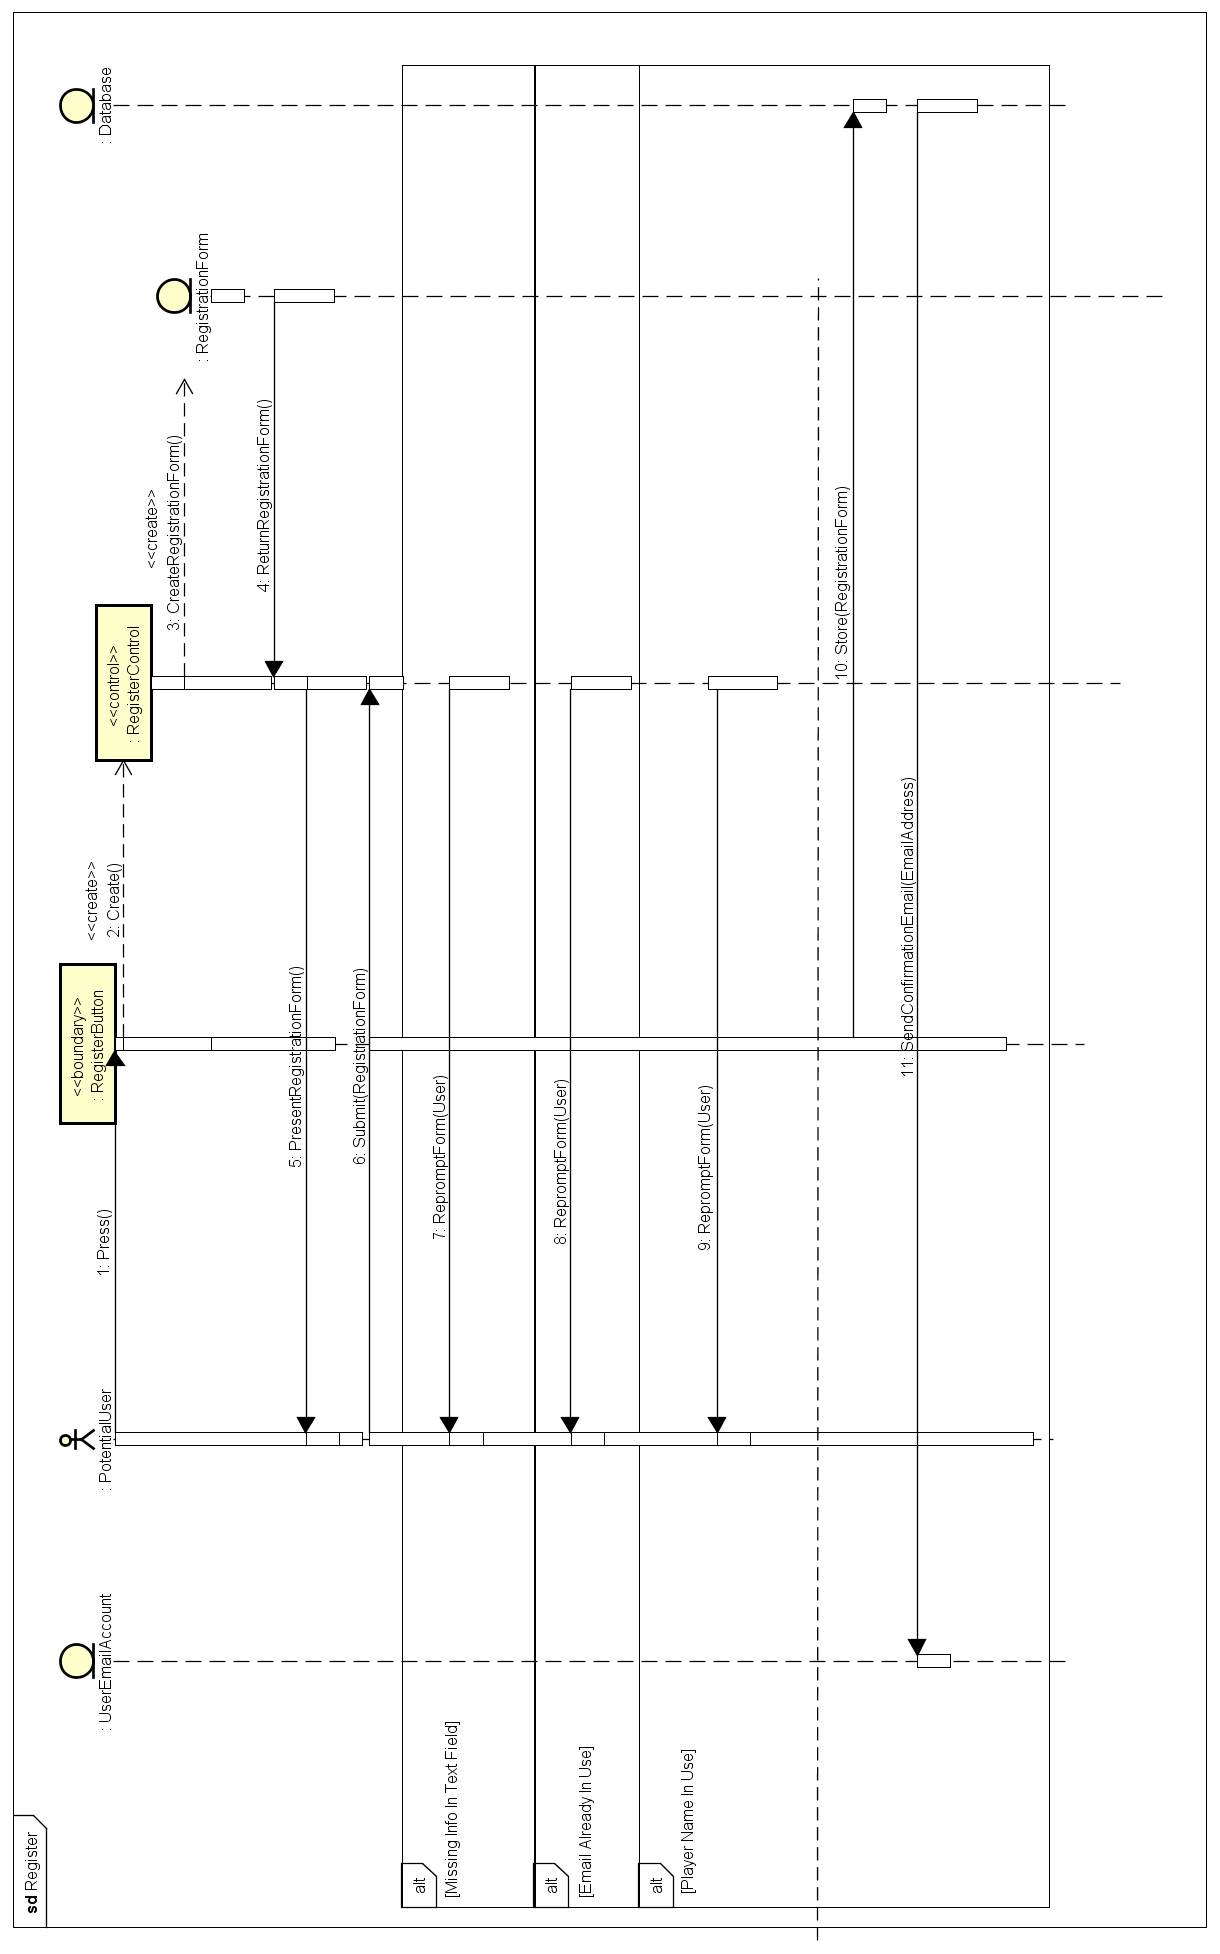 sd Register
: UserEmailAccount
: PotentialUser
<<boundary>>
: RegisterButton
<<control>>
: RegisterControl
: RegistrationForm
: Database
1: Press()
<<create>>
2: Create()
<<create>>
3: CreateRegistrationForm()
4: ReturnRegistrationForm()
5: PresentRegistrationForm()
6: Submit(RegistrationForm)
alt
[Missing Info In Text Field]
7: RepromptForm(User)
alt
[Email Already In Use]
8: RepromptForm(User)
alt
[Player Name In Use]
9: RepromptForm(User)
10: Store(RegistrationForm)
11: SendConfirmationEmail(EmailAddress)